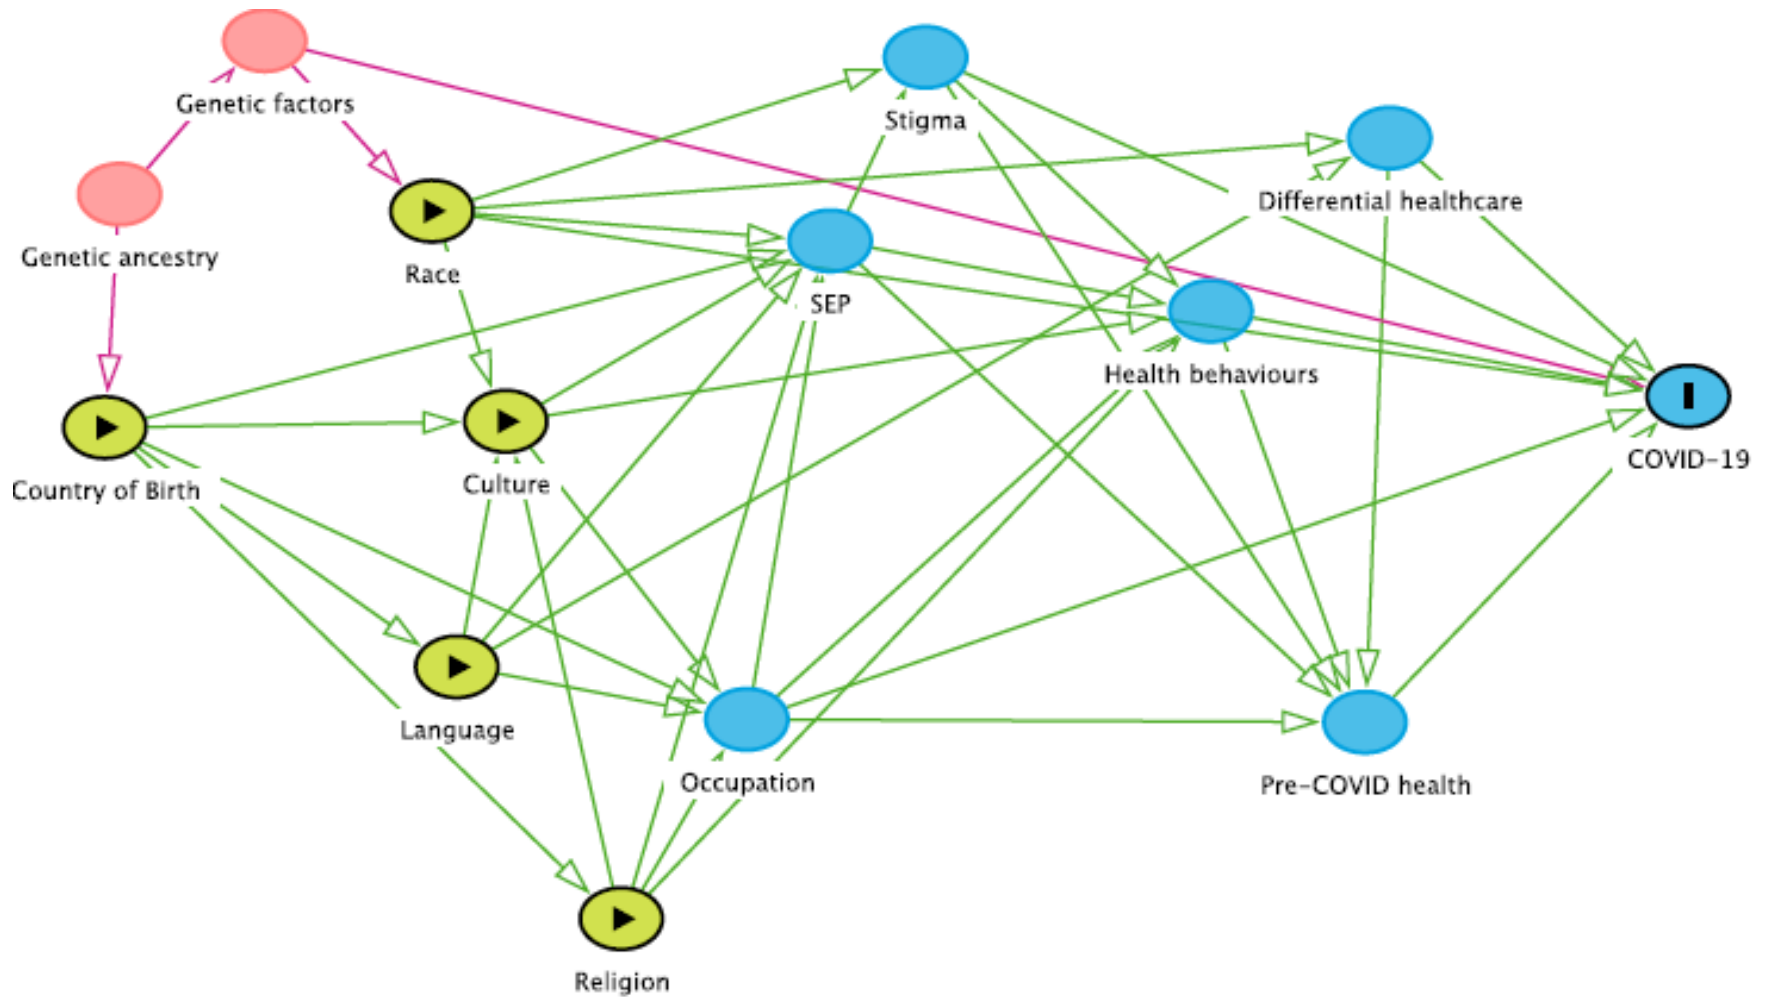 Genetic factors
Stigma
Differential healthcare
Genetic ancestry
Race
SEP
Health behaviours
COVID-19
Country of Birth
Culture
Language
Occupation
Pre-COVID health
Religion